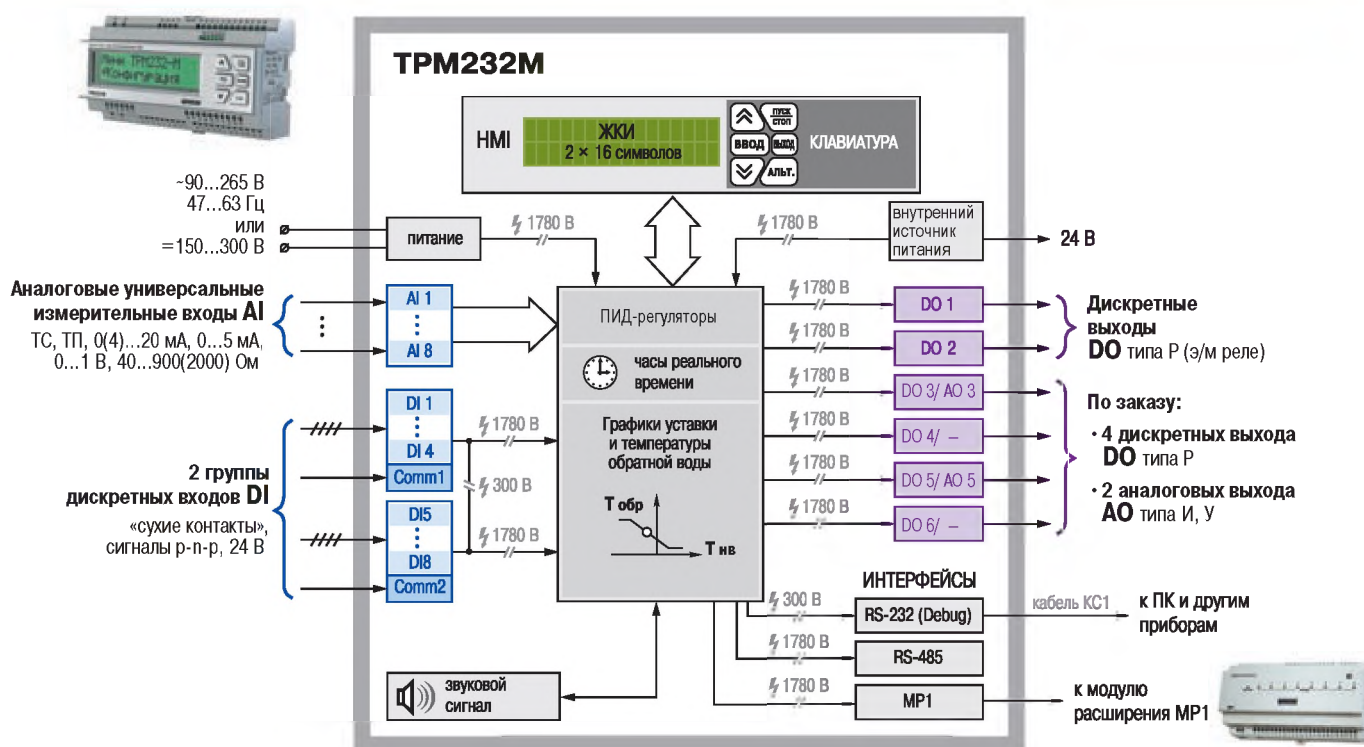 Меню ТРМ232-М
Конфигурация
ТРМ232М
HMI
ЖКИ
2 × 16 символов
ПУСК
СТОП
ВВОД
ВЫХОД
АЛЬТ.
КЛАВИАТУРА
~90...265 В
47...63 Гц
или
=150...300 В
питание
1780 В
1780 В
внутренний
источник
питания
24 В
Аналоговые универсальные
измерительные входы AI
ТС, ТП, 0(4)...20 мА, 0...5 мА,
0...1 В, 40...900(2000) Ом
AI 1
AI 8
ПИД-регуляторы
часы реального
времени
Графики уставки
и температуры
обратной воды
Т обр
Т нв
2 группы
дискретных входов DI
«сухие контакты»,
сигналы p-n-p, 24 В
DI 1
DI 4
Comm1
DI5
DI8
Comm2
1780 В
300 В
1780 В
1780 В
DO 1
1780 В
DO 2
1780 В
DO 3/ AO 3
1780 В
DO 4/ –
1780 В
DO 5/ AO 5
1780 В
DO 6/ –
Дискретные
выходы
DO типа Р (э/м реле)
По заказу:
• 4 дискретных выхода
DO типа Р
• 2 аналоговых выхода
АО типа И, У
ИНТЕРФЕЙСЫ
300 В
RS-232 (Debug)
кабель КС1
к ПК и другим
приборам
1780 В
RS-485
1780 В
МР1
к модулю
расширения МР1
звуковой
сигнал